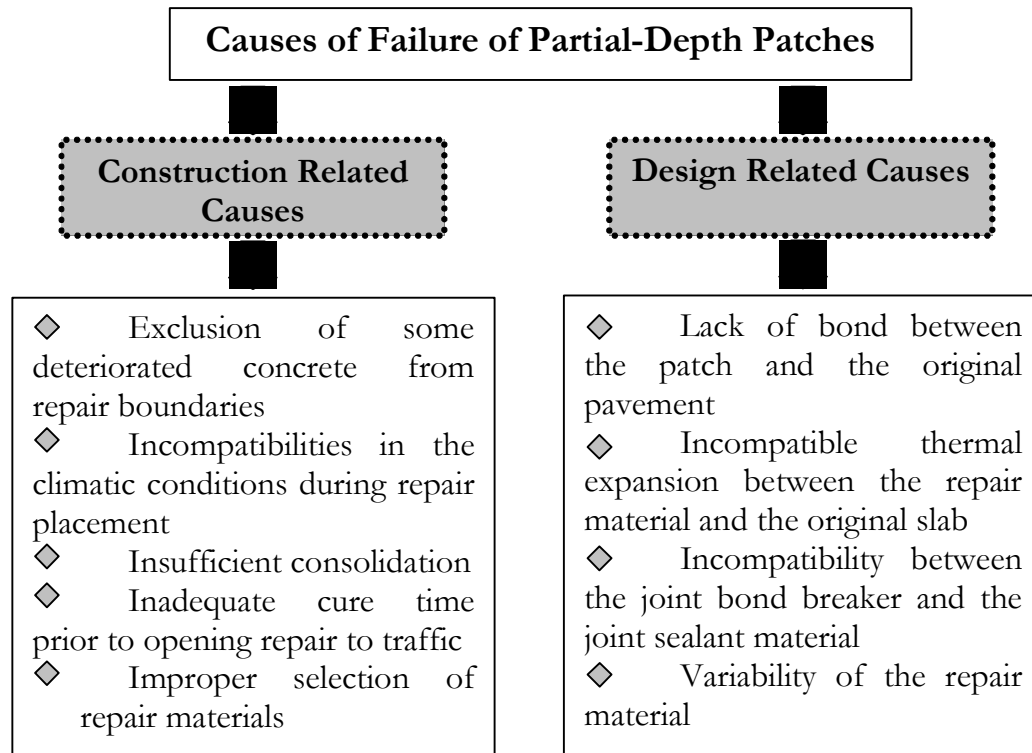 Causes of Failure of Partial-Depth Patches
Construction Related
Causes
Design Related Causes
Exclusion of some
deteriorated concrete from
repair boundaries
Incompatibilities in the
climatic conditions during repair
placement
Insufficient consolidation
Inadequate cure time
prior to opening repair to traffic
Improper selection of
repair materials
Lack of bond between
the patch and the original
pavement
Incompatible thermal
expansion between the repair
material and the original slab
Incompatibility between
the joint bond breaker and the
joint sealant material
Variability of the repair
material